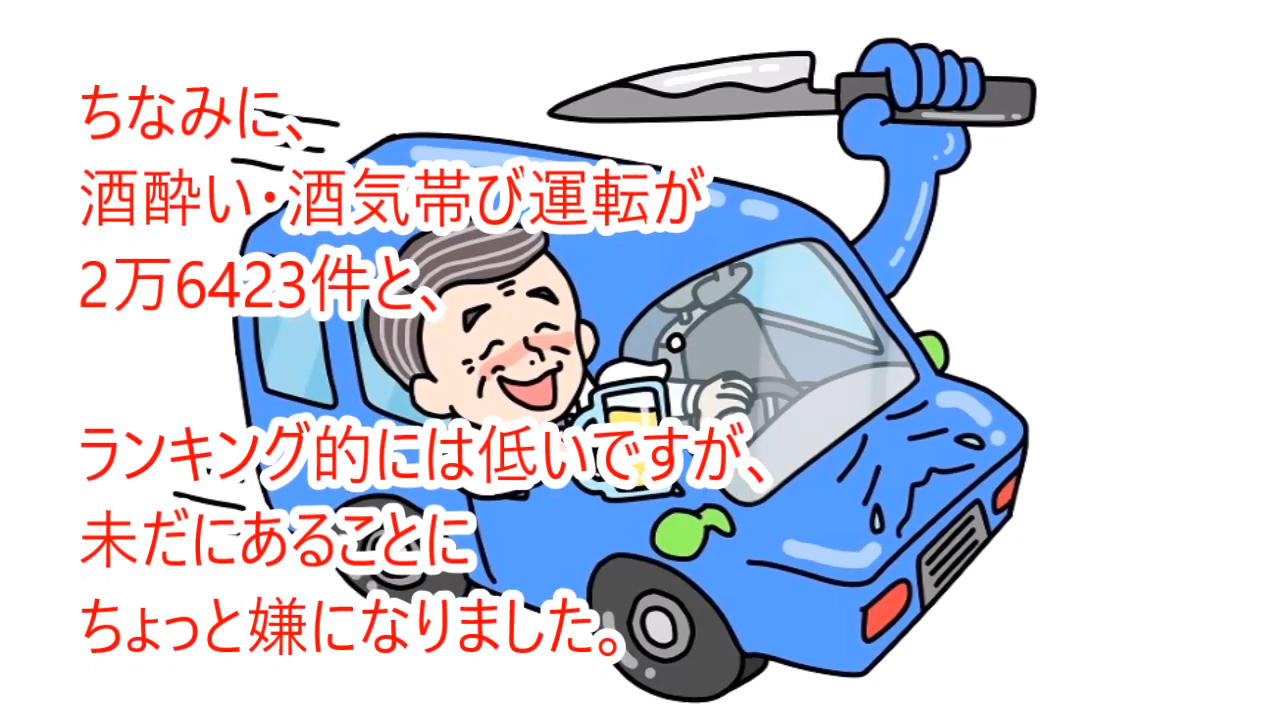 ちなみに、
酒酔い・酒気帯び運転が
2万6423件と、
ランキング的には低いですが、
未だにあることに
ちょっと嫌になりました。